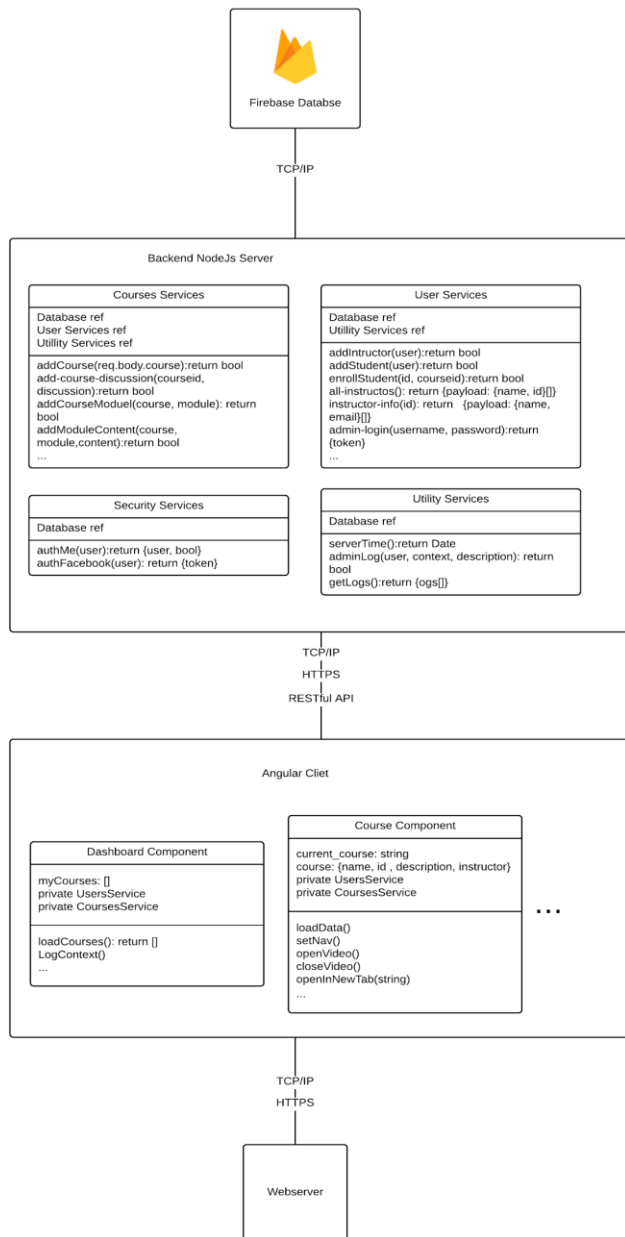 Firebase Databse
TCP/IP
Backend NodeJs Server
Courses Services
Database ref
User Services ref
Utillity Services ref
addCourse(req.body.course):return bool
add-course-discussion(courseid,
discussion):return bool
addCourseModuel(course, module): return
bool
addModuleContent(course,
module,content):return bool
...
User Services
Database ref
Utillity Services ref
addIntructor(user):return bool
addStudent(user):return bool
enrollStudent(id, courseid):return bool
all-instructos(): return {payload: {name, id}[]}
instructor-info(id): return {payload: {name,
email}[]}
admin-login(username, password):return
{token}
...
Security Services
Database ref
authMe(user):return {user, bool}
authFacebook(user): return {token}
Utility Services
Database ref
serverTime():return Date
adminLog(user, context, description): return
bool
getLogs():return {ogs[]}
TCP/IP
HTTPS
RESTful API
Angular Cliet
Dashboard Component
myCourses: []
private UsersService
private CoursesService
loadCourses(): return []
LogContext()
...
Course Component
current_course: string
course: {name, id , description, instructor}
private UsersService
private CoursesService
loadData()
setNav()
openVideo()
closeVideo()
openInNewTab(string)
...
...
TCP/IP
HTTPS
Webserver